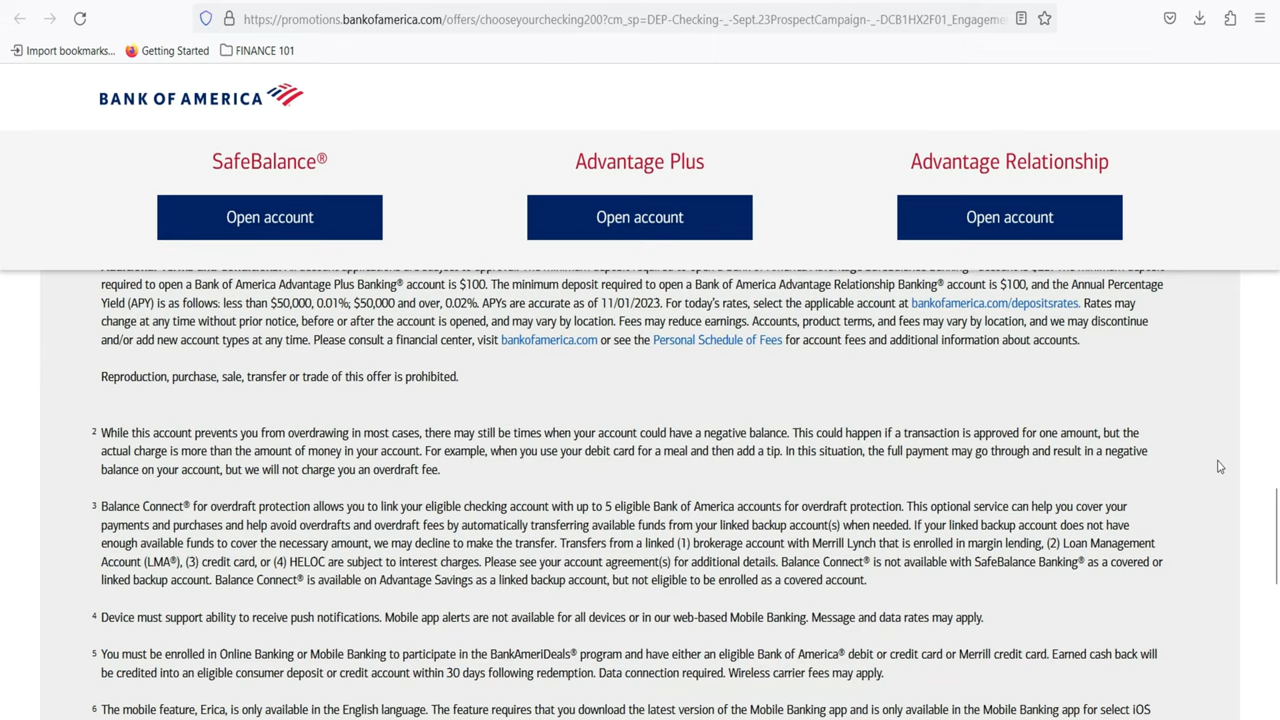 https://promotions.bankofamerica.com/offers/chooseyourchecking200?cm_sp=DEP-Checking-_-Sept.23ProspectCampaign-_-DCB1HX2F01_Engageme
Import bookmarks... Getting Started FINANCE 101
BANK OF AMERICA
SafeBalance® Advantage Plus Advantage Relationship
Open account Open account Open account
required to open a Bank of America Advantage Plus Banking® account is $100. The minimum deposit required to open a Bank of America Advantage Relationship Banking® account is $100, and the Annual Percentage
Yield (APY) is as follows: less than $50,000, 0.01%; $50,000 and over, 0.02%. APYs are accurate as of 11/01/2023. For today's rates, select the applicable account at bankofamerica.com/depositsrates. Rates may
change at any time without prior notice, before or after the account is opened, and may vary by location. Fees may reduce earnings. Accounts, product terms, and fees may vary by location, and we may discontinue
and/or add new account types at any time. Please consult a financial center, visit bankofamerica.com or see the Personal Schedule of Fees for account fees and additional information about accounts.
Reproduction, purchase, sale, transfer or trade of this offer is prohibited.
2 While this account prevents you from overdrawing in most cases, there may still be times when your account could have a negative balance. This could happen if a transaction is approved for one amount, but the
actual charge is more than the amount of money in your account. For example, when you use your debit card for a meal and then add a tip. In this situation, the full payment may go through and result in a negative
balance on your account, but we will not charge you an overdraft fee.
3 Balance Connect® for overdraft protection allows you to link your eligible checking account with up to 5 eligible Bank of America accounts for overdraft protection. This optional service can help you cover your
payments and purchases and help avoid overdrafts and overdraft fees by automatically transferring available funds from your linked backup account(s) when needed. If your linked backup account does not have
enough available funds to cover the necessary amount, we may decline to make the transfer. Transfers from a linked (1) brokerage account with Merrill Lynch that is enrolled in margin lending, (2) Loan Management
Account (LMA®), (3) credit card, or (4) HELOC are subject to interest charges. Please see your account agreement(s) for additional details. Balance Connect® is not available with SafeBalance Banking® as a covered or
linked backup account. Balance Connect® is available on Advantage Savings as a linked backup account, but not eligible to be enrolled as a covered account.
4 Device must support ability to receive push notifications. Mobile app alerts are not available for all devices or in our web-based Mobile Banking. Message and data rates may apply.
5 You must be enrolled in Online Banking or Mobile Banking to participate in the BankAmeriDeals® program and have either an eligible Bank of America® debit or credit card or Merrill credit card. Earned cash back will
be credited into an eligible consumer deposit or credit account within 30 days following redemption. Data connection required. Wireless carrier fees may apply.
6 The mobile feature, Erica, is only available in the English language. The feature requires that you download the latest version of the Mobile Banking app and is only available in the Mobile Banking app for select iOS